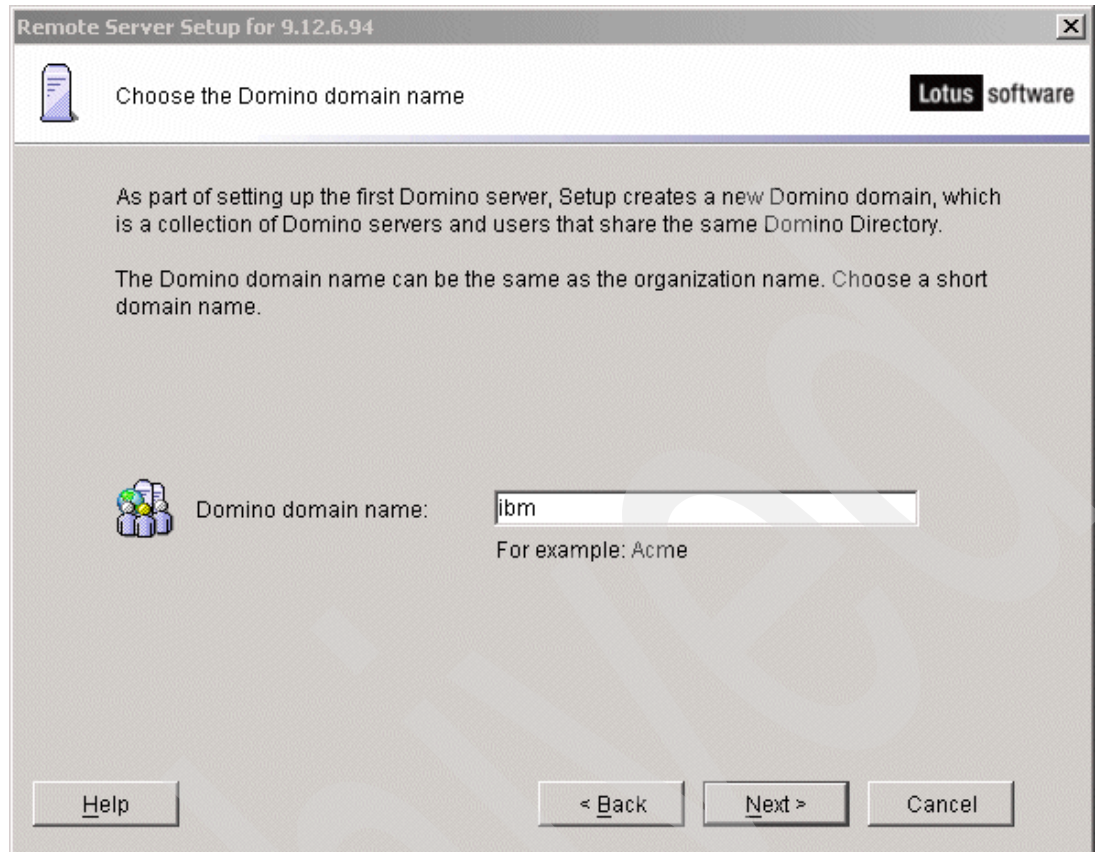 Remote Server Setup for 9.12.6.94
Choose the Domino domain name
Lotus software
As part of setting up the first Domino server, Setup creates a new Domino domain, which
is a collection of Domino servers and users that share the same Domino Directory.
The Domino domain name can be the same as the organization name. Choose a short
domain name.
Domino domain name:
ibm
For example: Acme
Help
< Back
Next >
Cancel